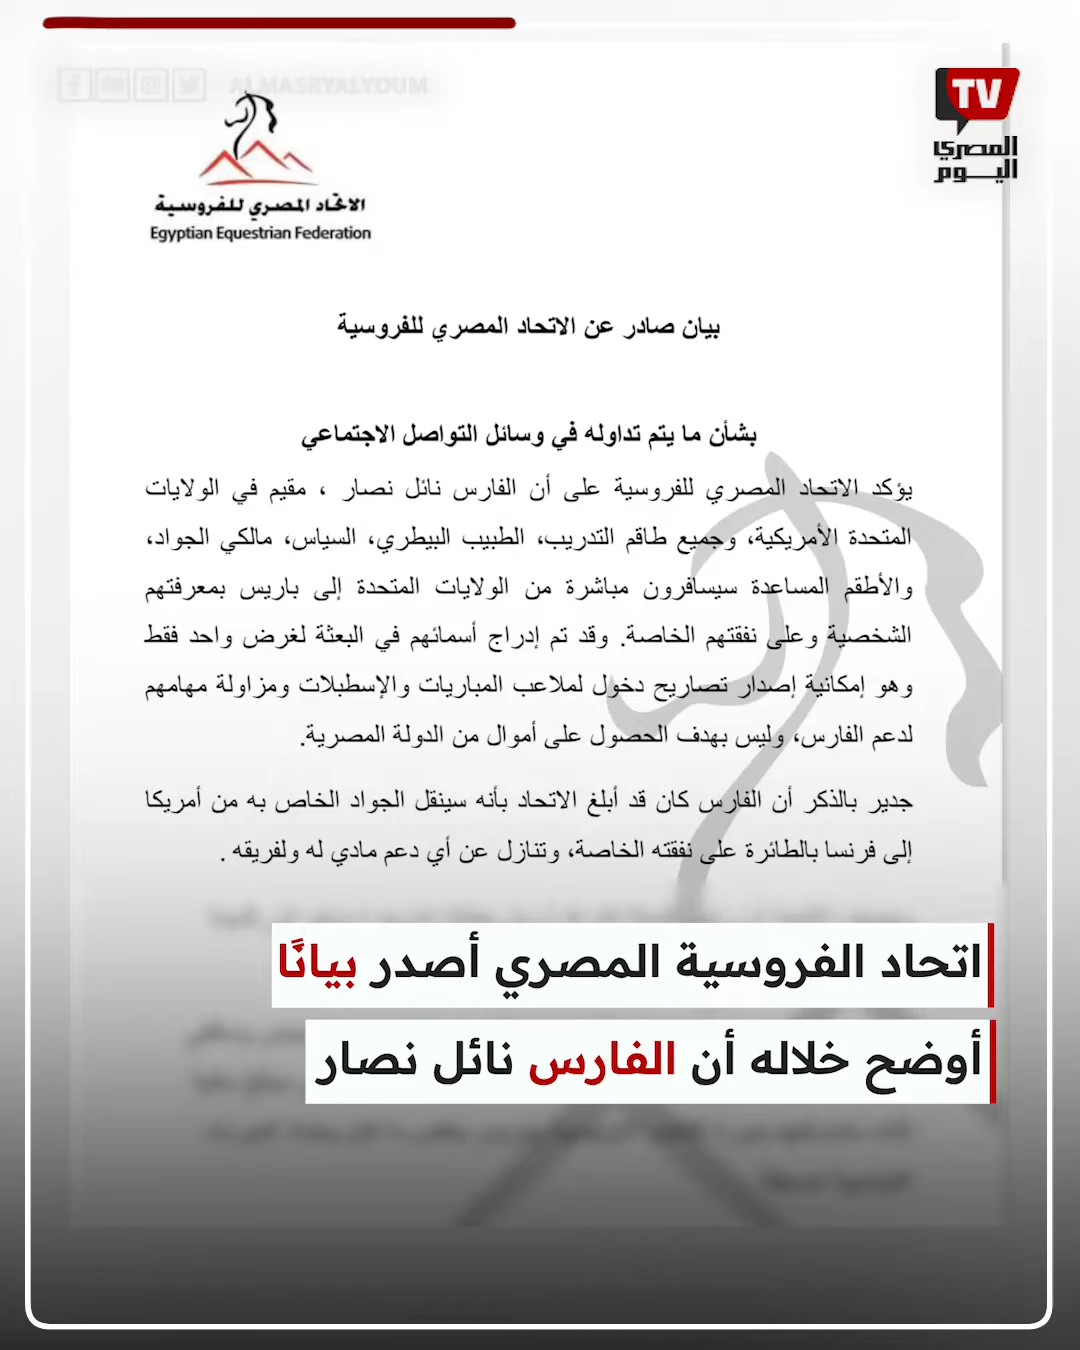 ALMASRYALYOUM
TV
المصري
اليوم
الاتحاد المصري للفروسية
Egyptian Equestrian Federation
بيان صادر عن الاتحاد المصري للفروسية
بشأن ما يتم تداوله في وسائل التواصل الاجتماعي
يؤكد الاتحاد المصري للفروسية على أن الفارس نائل نصار ، مقيم في الولايات
المتحدة الأمريكية، وجميع طاقم التدريب، الطبيب البيطري، السياس، مالكي الجواد،
والأطقم المساعدة سيسافرون مباشرة من الولايات المتحدة إلى باريس بمعرفتهم
الشخصية وعلى نفقتهم الخاصة. وقد تم إدراج أسمائهم في البعثة لغرض واحد فقط
وهو إمكانية إصدار تصاريح دخول لملاعب المباريات والإسطبلات ومزاولة مهامهم
لدعم الفارس، وليس بهدف الحصول على أموال من الدولة المصرية.
جدير بالذكر أن الفارس كان قد أبلغ الاتحاد بأنه سينقل الجواد الخاص به من أمريكا
إلى فرنسا بالطائرة على نفقته الخاصة، وتنازل عن أي دعم مادي له ولفريقه .
اتحاد الفروسية المصري أصدر بيانًا
أوضح خلاله أن الفارس نائل نصار